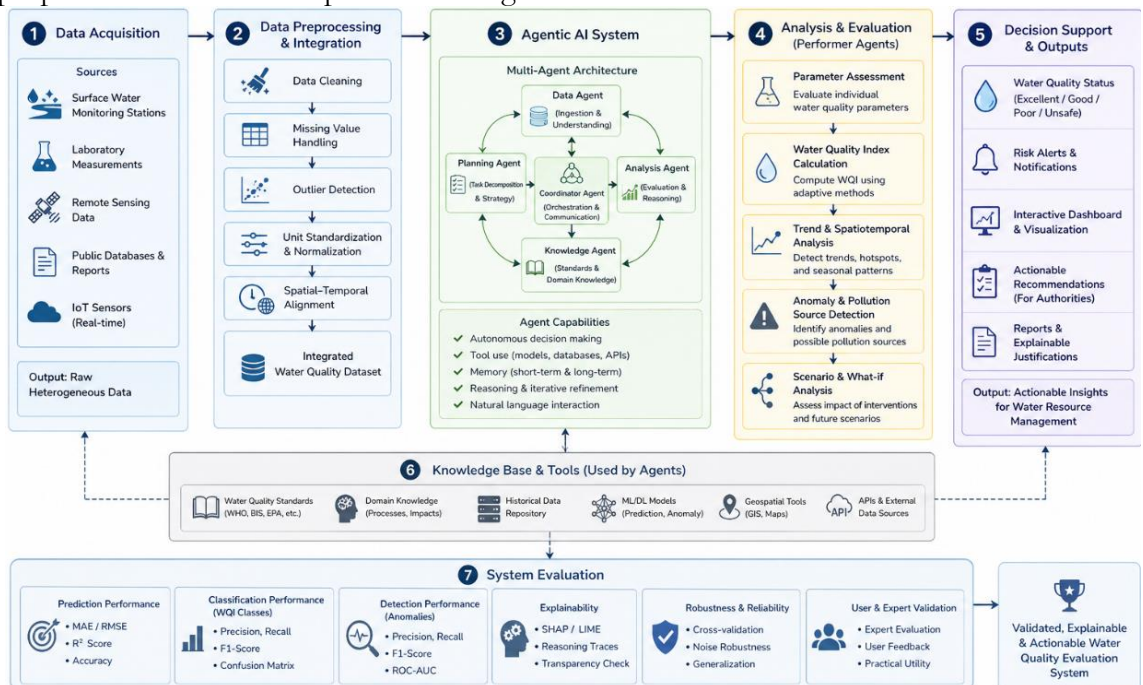 1 Data Acquisition
Sources
Surface Water
Monitoring Stations
Laboratory
Measurements
Remote Sensing
Data
Public Databases &
Reports
IoT Sensors
(Real-time)
Output: Raw
Heterogeneous Data
2 Data Preprocessing
& Integration
Data Cleaning
Missing Value
Handling
Outlier Detection
Unit Standardization
& Normalization
Spatial–Temporal
Alignment
Integrated
Water Quality Dataset
3 Agentic AI System
Multi-Agent Architecture
Data Agent
(Ingestion &
Understanding)
Planning Agent
(Task Decomposition
& Strategy)
Coordinator Agent
(Orchestration &
Communication)
Analysis Agent
(Evaluation &
Reasoning)
Knowledge Agent
(Standards &
Domain Knowledge)
Agent Capabilities
✓ Autonomous decision making
✓ Tool use (models, databases, APIs)
✓ Memory (short-term & long-term)
✓ Reasoning & iterative refinement
✓ Natural language interaction
4 Analysis & Evaluation
(Performer Agents)
Parameter Assessment
Evaluate individual
water quality parameters
Water Quality Index
Calculation
Compute WQI using
adaptive methods
Trend & Spatiotemporal
Analysis
Detect trends, hotspots,
and seasonal patterns
Anomaly & Pollution
Source Detection
Identify anomalies and
possible pollution sources
Scenario & What-if
Analysis
Assess impact of interventions
and future scenarios
5 Decision Support
& Outputs
Water Quality Status
(Excellent / Good /
Poor / Unsafe)
Risk Alerts &
Notifications
Interactive Dashboard
& Visualization
Actionable
Recommendations
(For Authorities)
Reports &
Explainable
Justifications
Output: Actionable Insights
for Water Resource
Management
6 Knowledge Base & Tools (Used by Agents)
Water Quality Standards
(WHO, BIS, EPA, etc.)
Domain Knowledge
(Processes, Impacts)
Historical Data
Repository
ML/DL Models
(Prediction, Anomaly)
Geospatial Tools
(GIS, Maps)
API
APIs & External
Data Sources
7 System Evaluation
Prediction Performance
• MAE / RMSE
• R² Score
• Accuracy
Classification Performance
(WQI Classes)
• Precision, Recall
• F1-Score
• Confusion Matrix
Detection Performance
(Anomalies)
• Precision, Recall
• F1-Score
• ROC-AUC
Explainability
• SHAP / LIME
• Reasoning Traces
• Transparency Check
Robustness & Reliability
• Cross-validation
• Noise Robustness
• Generalization
User & Expert Validation
• Expert Evaluation
• User Feedback
• Practical Utility
Validated, Explainable
& Actionable Water
Quality Evaluation
System